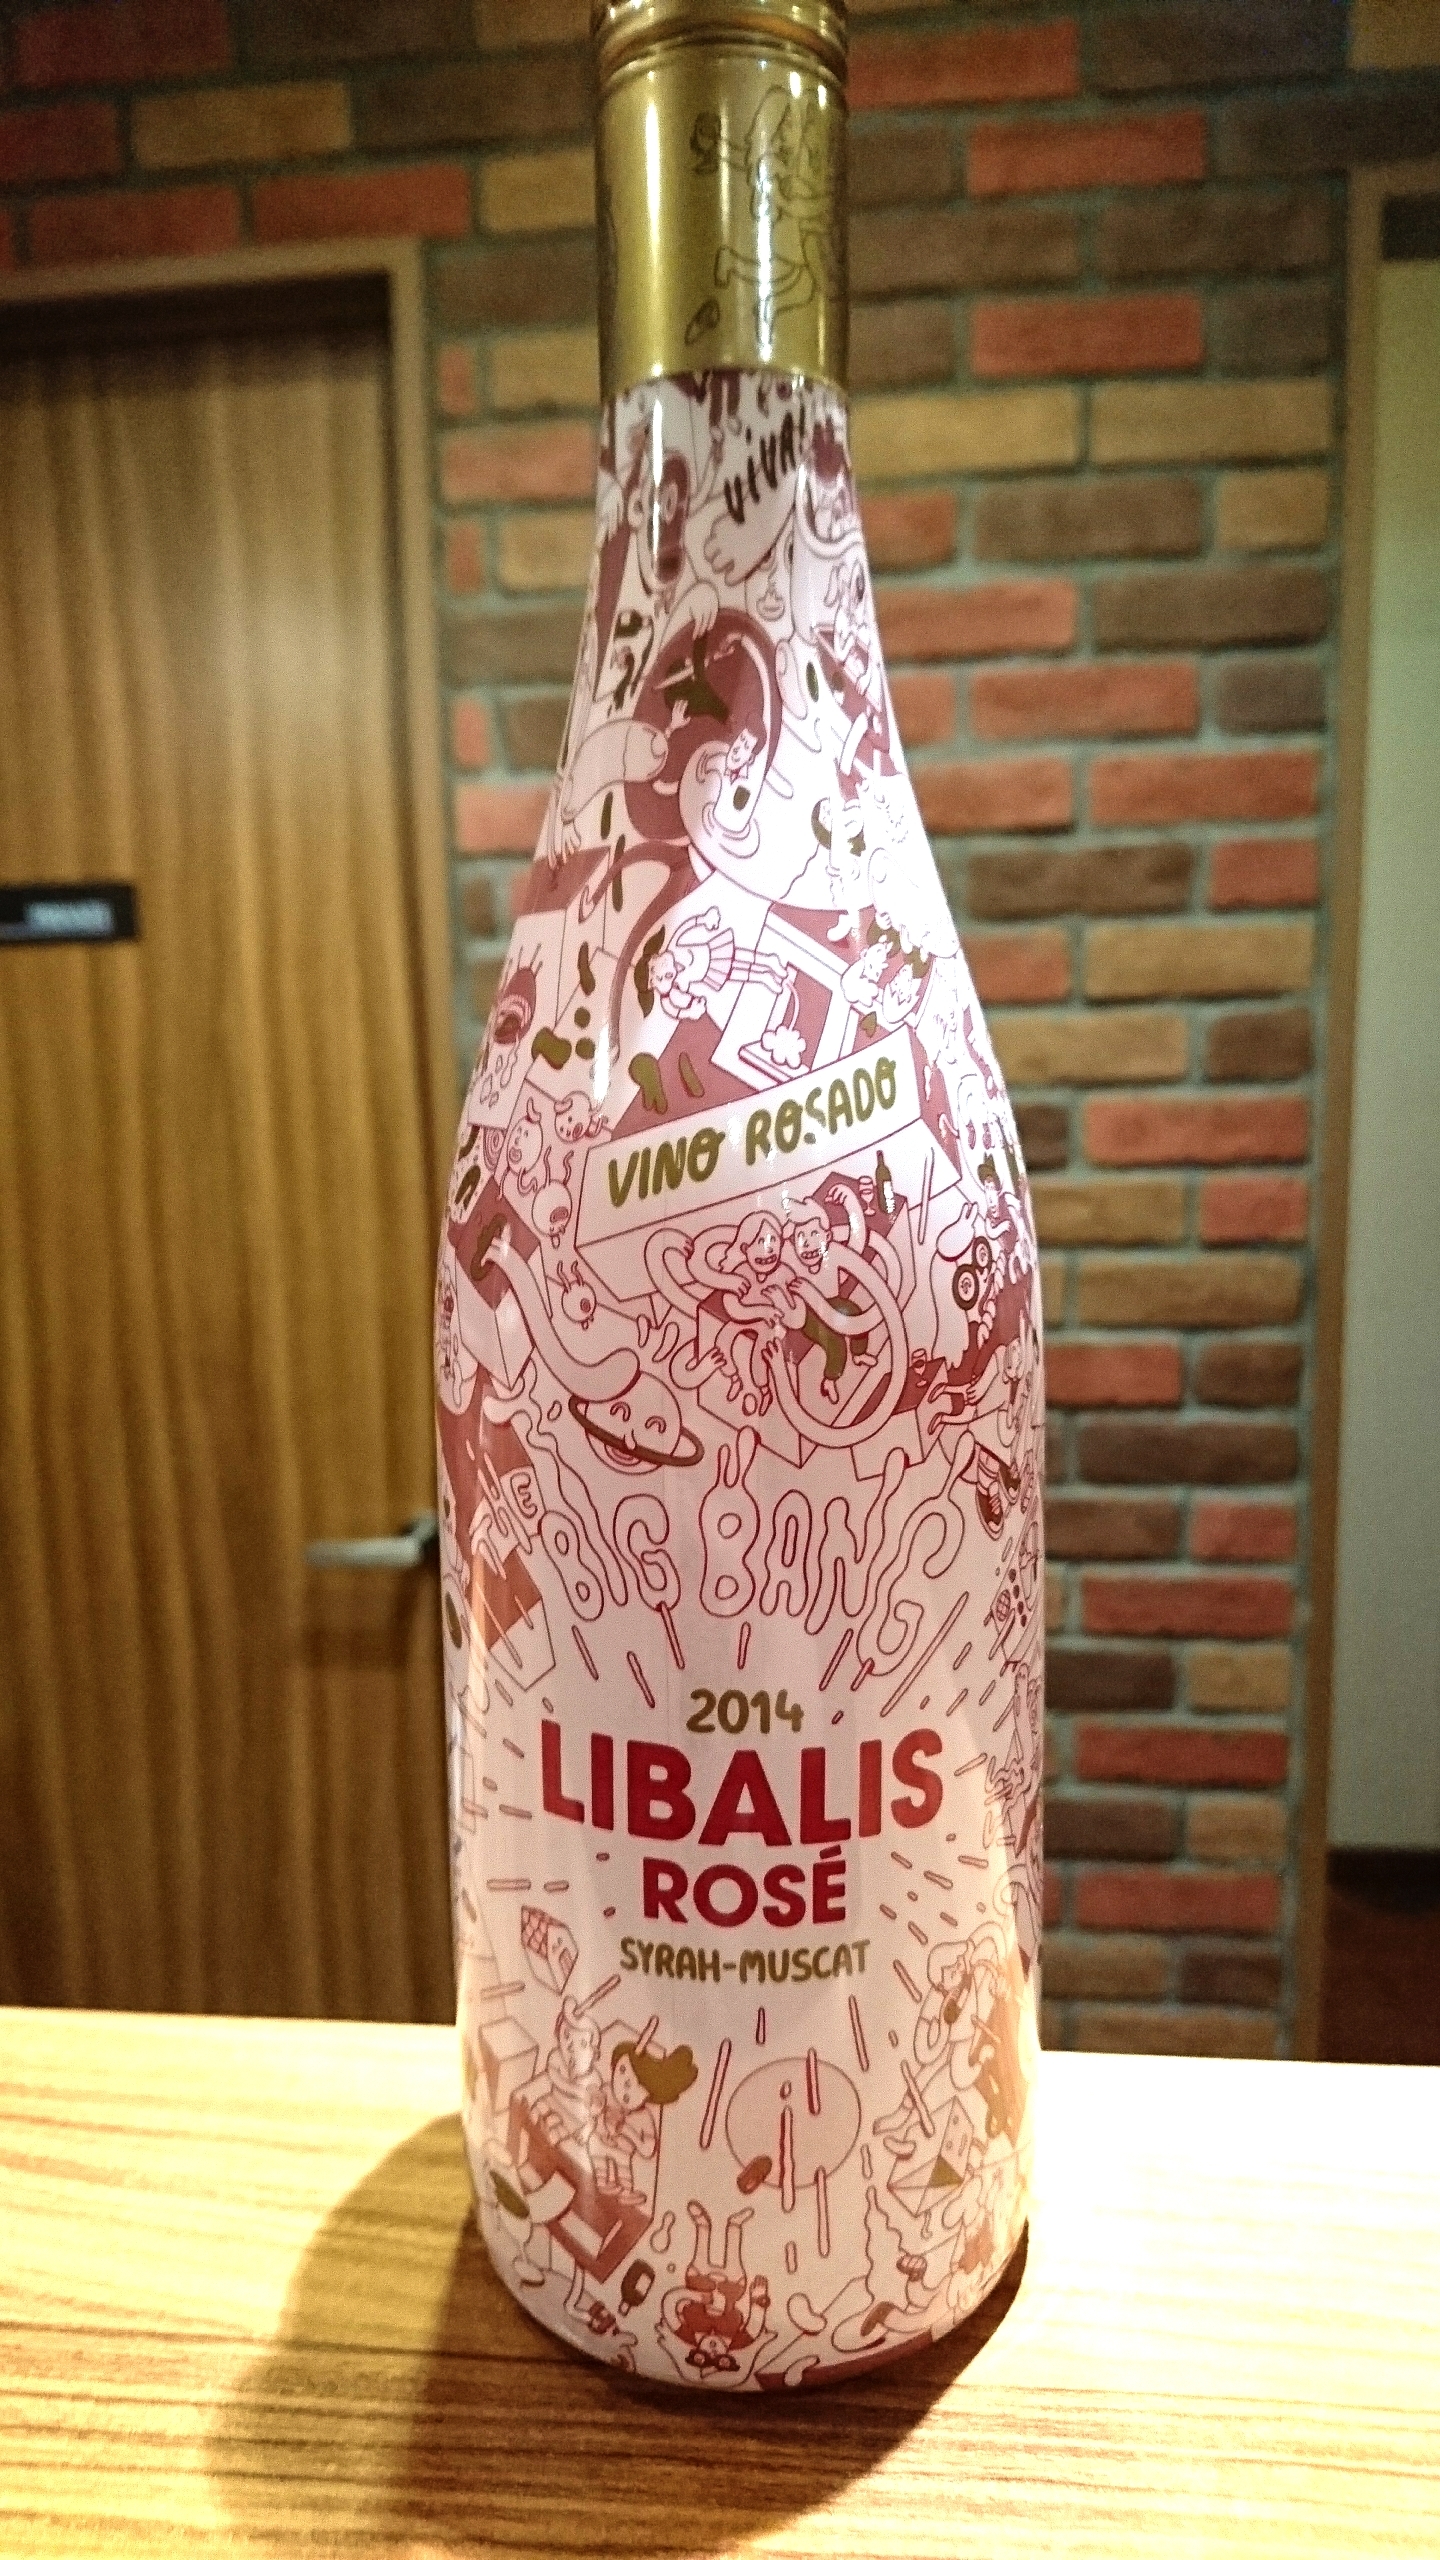 VIVA!
VINO ROSADO
THE BIG BANG
2014
LIBALIS
ROSÉ
SYRAH-MUSCAT